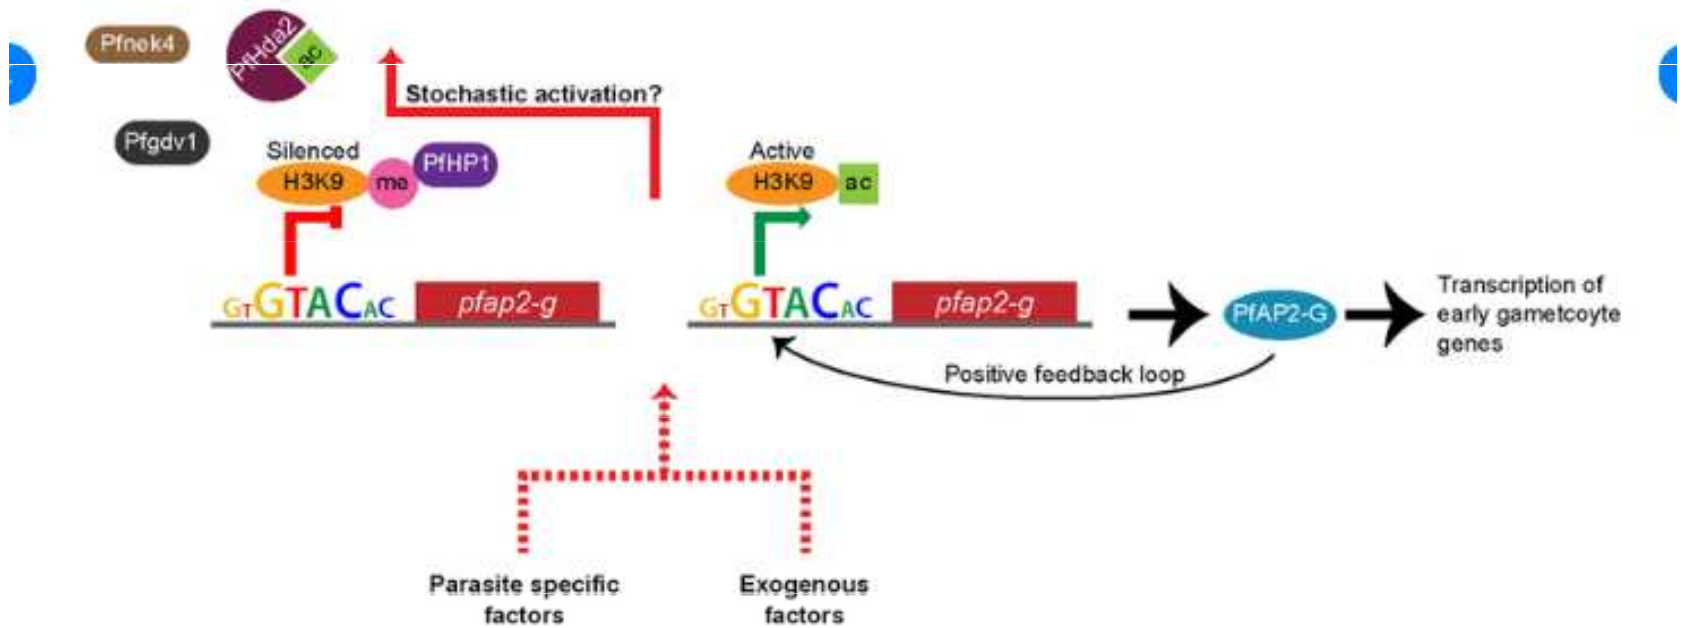 Pfnek4
PfHda2
ac
Stochastic activation?
Pfgdv1
Silenced
H3K9
me
PfHP1
Active
H3K9
ac
GTGTACAC
pfap2-g
GTGTACAC
pfap2-g
PfAP2-G
Transcription of
early gametcoyte
genes
Positive feedback loop
Parasite specific
factors
Exogenous
factors